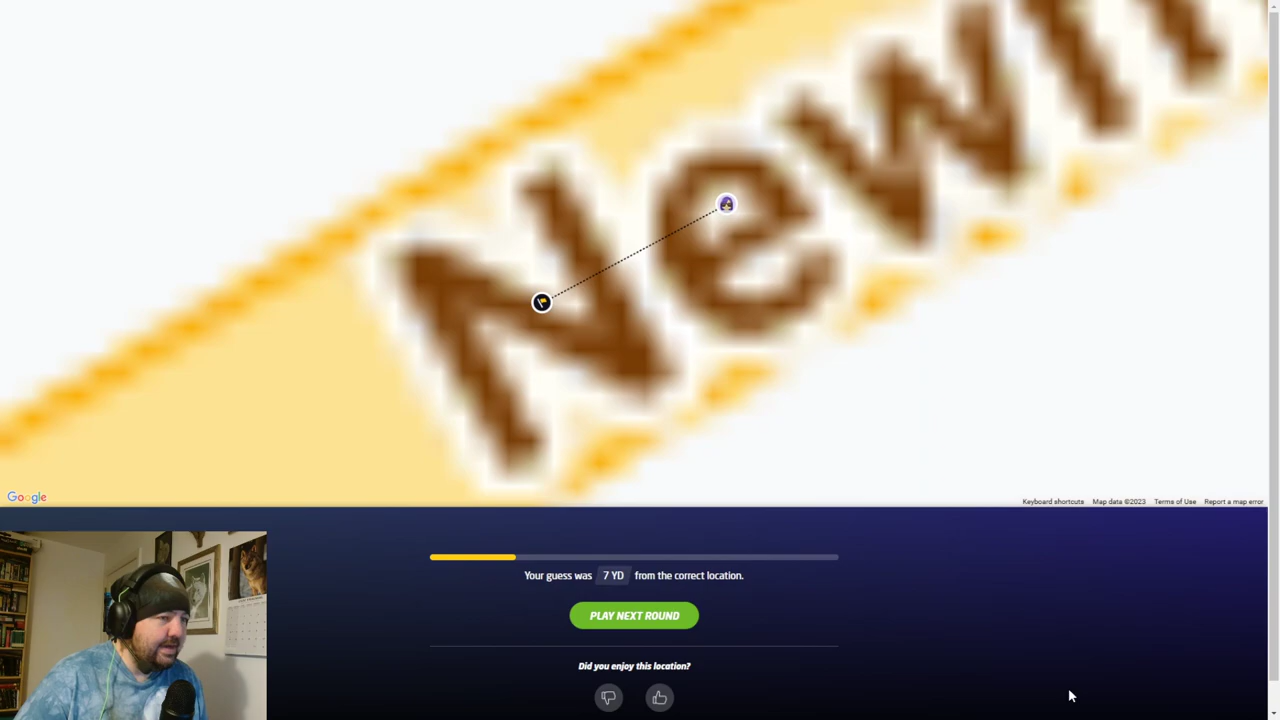 New
Google
Keyboard shortcuts Map data ©2023 Terms of Use Report a map error
Your guess was 7 YD from the correct location.
PLAY NEXT ROUND
Did you enjoy this location?